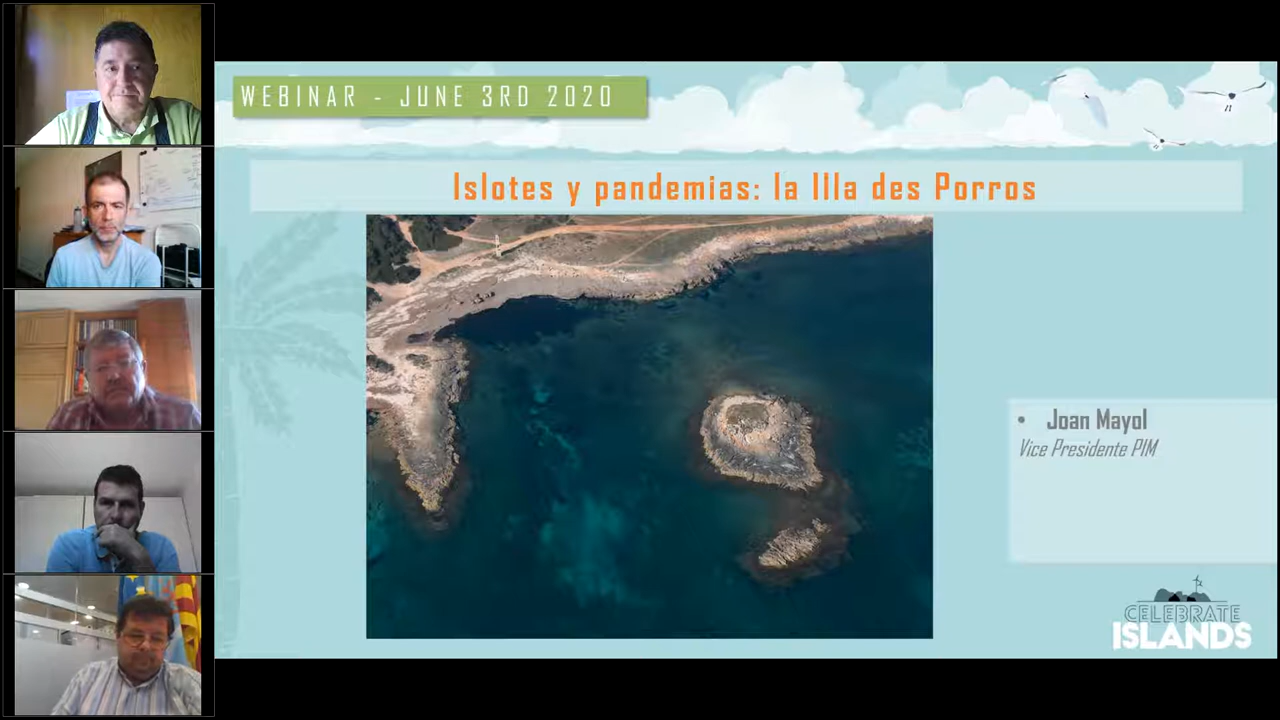 WEBINAR - JUNE 3RD 2020
Islotes y pandemias: la Illa des Porros
• Joan Mayol
Vice Presidente PIM
CELEBRATE
ISLANDS